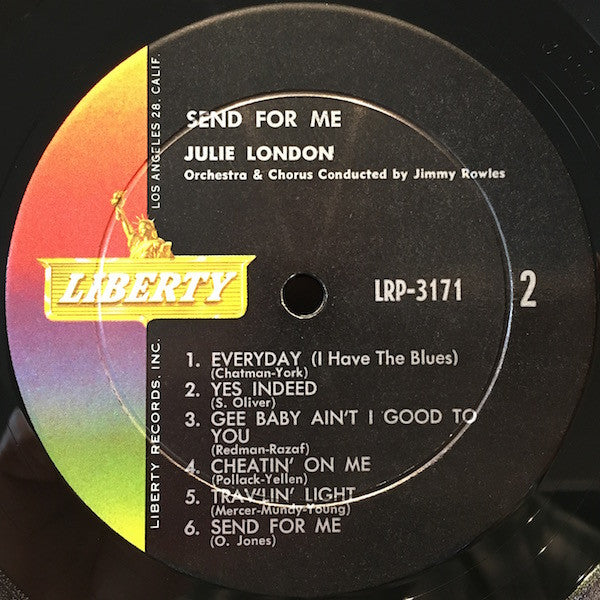 SEND FOR ME
JULIE LONDON
Orchestra & Chorus Conducted by Jimmy Rowles
LIBERTY
LRP-3171
2
1. EVERYDAY (I Have The Blues)
(Chatman-York)
2. YES INDEED
(S. Oliver)
3. GEE BABY AIN'T I GOOD TO
YOU
(Redman-Razaf)
4. CHEATIN' ON ME
(Pollack-Yellen)
5. TRAV'LIN' LIGHT
(Mercer-Mundy-Young)
6. SEND FOR ME
(O. Jones)
LIBERTY RECORDS, INC.
LOS ANGELES 28, CALIF.